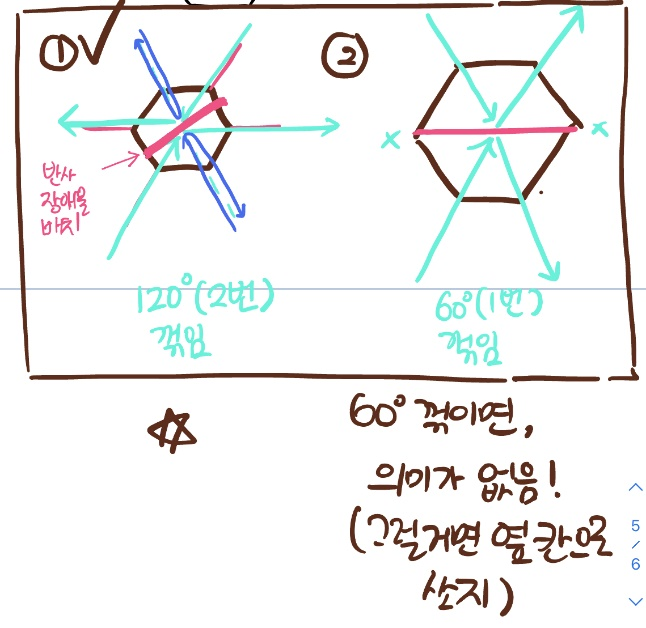 ①✓
②
반사
장애물
배치
x
x
120°(2번)
꺾임
60°(1번)
꺾임
60° 꺾이면,
의미가 없음!
(그럴거면 옆칸으로
쏘지)
5
/
6